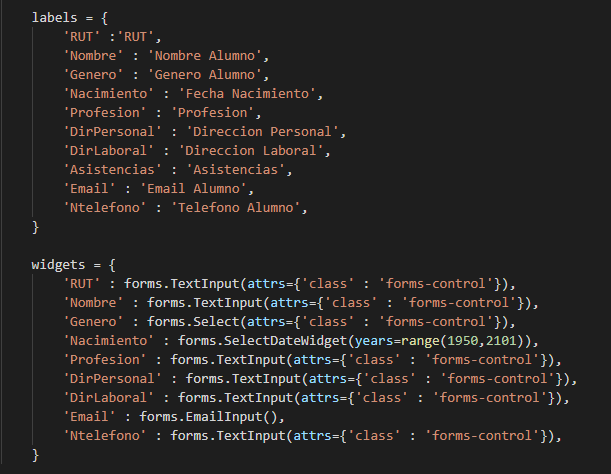 labels = {
'RUT' :'RUT',
'Nombre' : 'Nombre Alumno',
'Genero' : 'Genero Alumno',
'Nacimiento' : 'Fecha Nacimiento',
'Profesion' : 'Profesion',
'DirPersonal' : 'Direccion Personal',
'DirLaboral' : 'Direccion Laboral',
'Asistencias' : 'Asistencias',
'Email' : 'Email Alumno',
'Ntelefono' : 'Telefono Alumno',
}
widgets = {
'RUT' : forms.TextInput(attrs={'class' : 'forms-control'}),
'Nombre' : forms.TextInput(attrs={'class' : 'forms-control'}),
'Genero' : forms.Select(attrs={'class' : 'forms-control'}),
'Nacimiento' : forms.SelectDateWidget(years=range(1950,2101)),
'Profesion' : forms.TextInput(attrs={'class' : 'forms-control'}),
'DirPersonal' : forms.TextInput(attrs={'class' : 'forms-control'}),
'DirLaboral' : forms.TextInput(attrs={'class' : 'forms-control'}),
'Email' : forms.EmailInput(),
'Ntelefono' : forms.TextInput(attrs={'class' : 'forms-control'}),
}